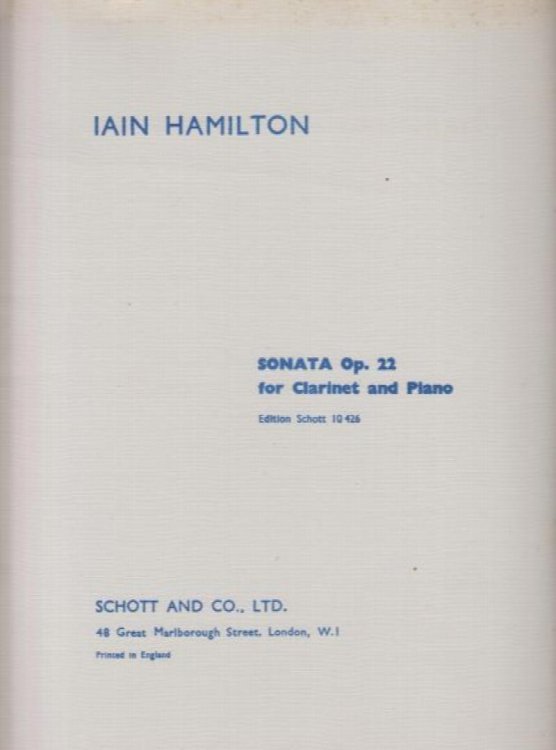 IAIN HAMILTON
SONATA Op. 22
for Clarinet and Piano
Edition Schott 10 426
SCHOTT AND CO., LTD.
48 Great Marlborough Street, London, W.1
Printed in England